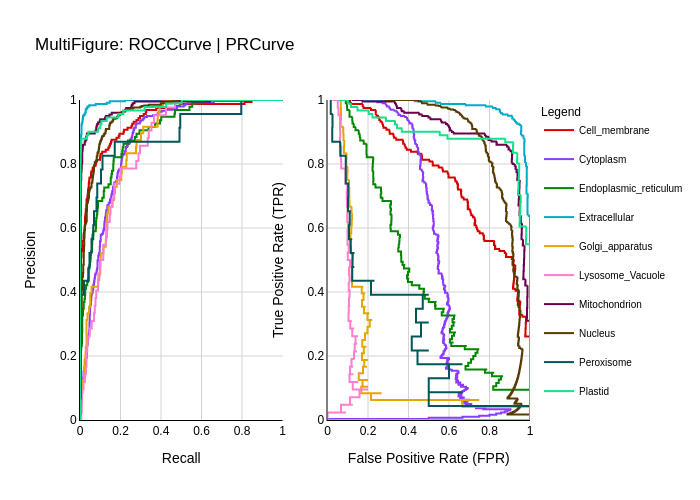 MultiFigure: ROCCurve | PRCurve
1
0.8
0.6
0.4
0.2
0
0 0.2 0.4 0.6 0.8 1
Precision
Recall
1
0.8
0.6
0.4
0.2
0
0 0.2 0.4 0.6 0.8 1
True Positive Rate (TPR)
False Positive Rate (FPR)
Legend
Cell_membrane
Cytoplasm
Endoplasmic_reticulum
Extracellular
Golgi_apparatus
Lysosome_Vacuole
Mitochondrion
Nucleus
Peroxisome
Plastid